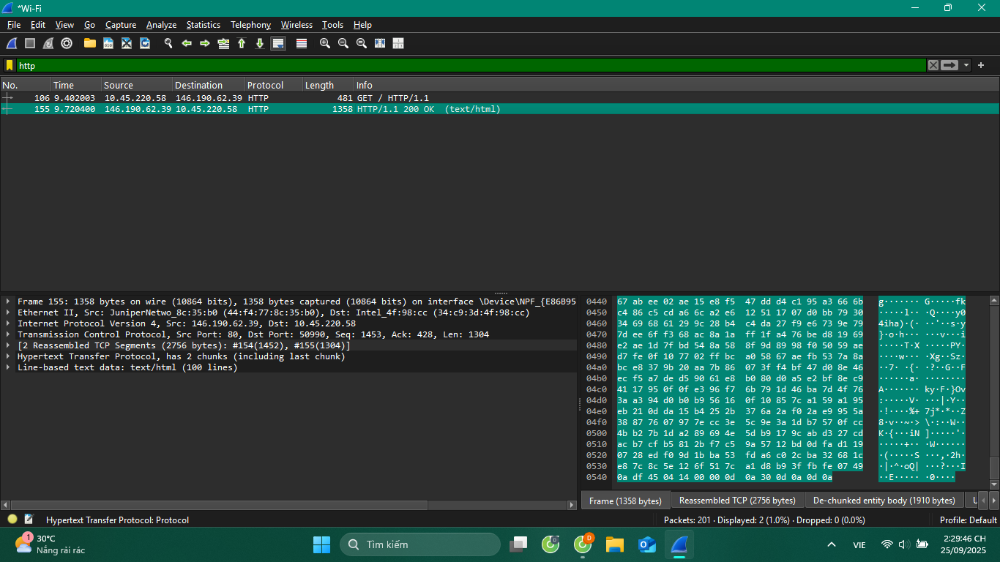 *Wi-Fi
File Edit View Go Capture Analyze Statistics Telephony Wireless Tools Help
http
No. Time Source Destination Protocol Length Info
106 9.402003 10.45.220.58 146.190.62.39 HTTP 481 GET / HTTP/1.1
155 9.720400 146.190.62.39 10.45.220.58 HTTP 1358 HTTP/1.1 200 OK (text/html)
Frame 155: 1358 bytes on wire (10864 bits), 1358 bytes captured (10864 bits) on interface \Device\NPF_{E86B95
Ethernet II, Src: JuniperNetwo_8c:35:b0 (44:f4:77:8c:35:b0), Dst: Intel_4f:98:cc (34:c9:3d:4f:98:cc)
Internet Protocol Version 4, Src: 146.190.62.39, Dst: 10.45.220.58
Transmission Control Protocol, Src Port: 80, Dst Port: 50990, Seq: 1453, Ack: 428, Len: 1304
[2 Reassembled TCP Segments (2756 bytes): #154(1452), #155(1304)]
Hypertext Transfer Protocol, has 2 chunks (including last chunk)
Line-based text data: text/html (100 lines)
0440 67 ab ee 02 ae 15 e8 f5 47 dd d4 c1 95 a3 66 6b g·······G·····fk
0450 c4 86 c5 cd a6 6c a2 e6 12 51 17 07 d0 bb 79 30 ·····l···Q····y0
0460 34 69 68 61 29 9c 28 b4 c4 da 27 f9 e6 73 9e 79 4iha)·(···'··s·y
0470 7d ee 6f f3 68 ac 8a 1a ff 1f a4 76 be d8 19 69 }·o·h······v···i
0480 e2 ae 1d 7f bd 54 8a 58 8f 9d 89 98 f0 50 59 ae ·····T·X·····PY·
0490 d7 fe 0f 10 77 02 ff bc a0 58 67 ae fb 53 7a 8a ····w····Xg··Sz·
04a0 bc e8 37 9b 20 aa 7b 86 07 3f f4 bf 47 d0 8e 46 ··7· ·{··?··G··F
04b0 ec f5 a7 de d5 90 61 e8 b0 80 d0 a5 e2 bf 8e c9 ······a·········
04c0 41 17 95 0f 0f e3 96 f7 6b 79 1d 46 ba 7d 4f 76 A·······ky·F·}Ov
04d0 3a a3 94 d0 b0 b9 56 16 0f 10 85 7c a1 59 a1 95 :·····V····|·Y··
04e0 eb 21 0d da 15 b4 25 2b 37 6a 2a f0 2a e9 95 5a ·!····%+7j*·*··Z
04f0 38 87 76 07 97 7e cc 3e 5c 9e 3a 1d b7 57 0f cc 8·v··~·>\·:··W··
0500 4b b2 7b 1d a2 89 69 4e 5d b9 17 9c ab d3 27 cd K·{···iN]·····'·
0510 ac b7 cf b5 81 2b f7 c5 9a 57 12 bd 0d fa d1 19 ·····+···W······
0520 07 28 ed f0 9d 1b ba 53 fd a6 c0 2c ba 32 68 1c ·(·····S···,·2h·
0530 e8 7c 8c 5e 12 6f 51 7c a1 d8 b9 3f fb fe 07 49 ·|·^·oQ|···?···I
0540 0a df 45 04 14 00 00 0d 0a 30 0d 0a 0d 0a ··E······0····
Frame (1358 bytes) Reassembled TCP (2756 bytes) De-chunked entity body (1910 bytes) U
Hypertext Transfer Protocol: Protocol Packets: 201 · Displayed: 2 (1.0%) · Dropped: 0 (0.0%) Profile: Default
1
30°C
Nắng rải rác
Tìm kiếm
D
D
VIE
2:29:46 CH
25/09/2025